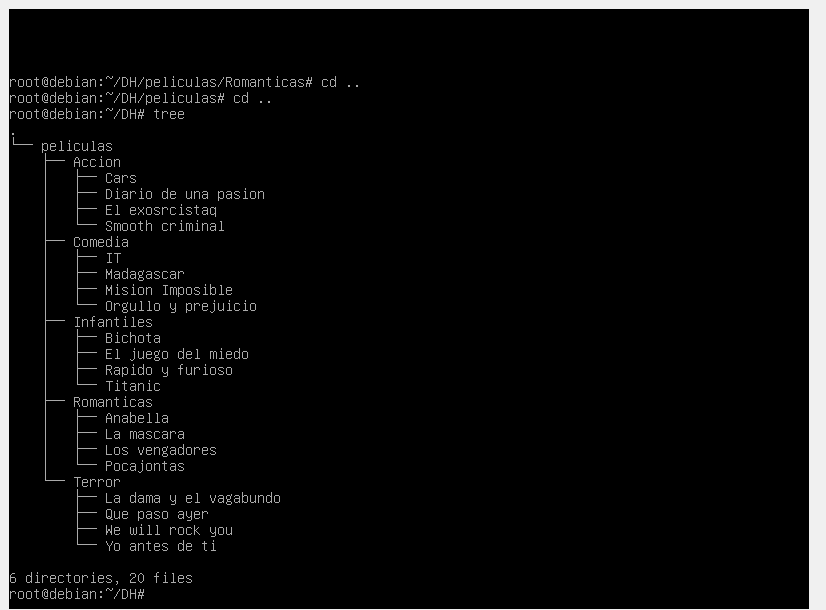 root@debian:~/DH/peliculas/Romanticas# cd ..
root@debian:~/DH/peliculas# cd ..
root@debian:~/DH# tree
.
└── peliculas
    ├── Accion
    │   ├── Cars
    │   ├── Diario de una pasion
    │   ├── El exosrcistaq
    │   └── Smooth criminal
    ├── Comedia
    │   ├── IT
    │   ├── Madagascar
    │   ├── Mision Imposible
    │   └── Orgullo y prejuicio
    ├── Infantiles
    │   ├── Bichota
    │   ├── El juego del miedo
    │   ├── Rapido y furioso
    │   └── Titanic
    ├── Romanticas
    │   ├── Anabella
    │   ├── La mascara
    │   ├── Los vengadores
    │   └── Pocajontas
    └── Terror
        ├── La dama y el vagabundo
        ├── Que paso ayer
        ├── We will rock you
        └── Yo antes de ti
6 directories, 20 files
root@debian:~/DH#